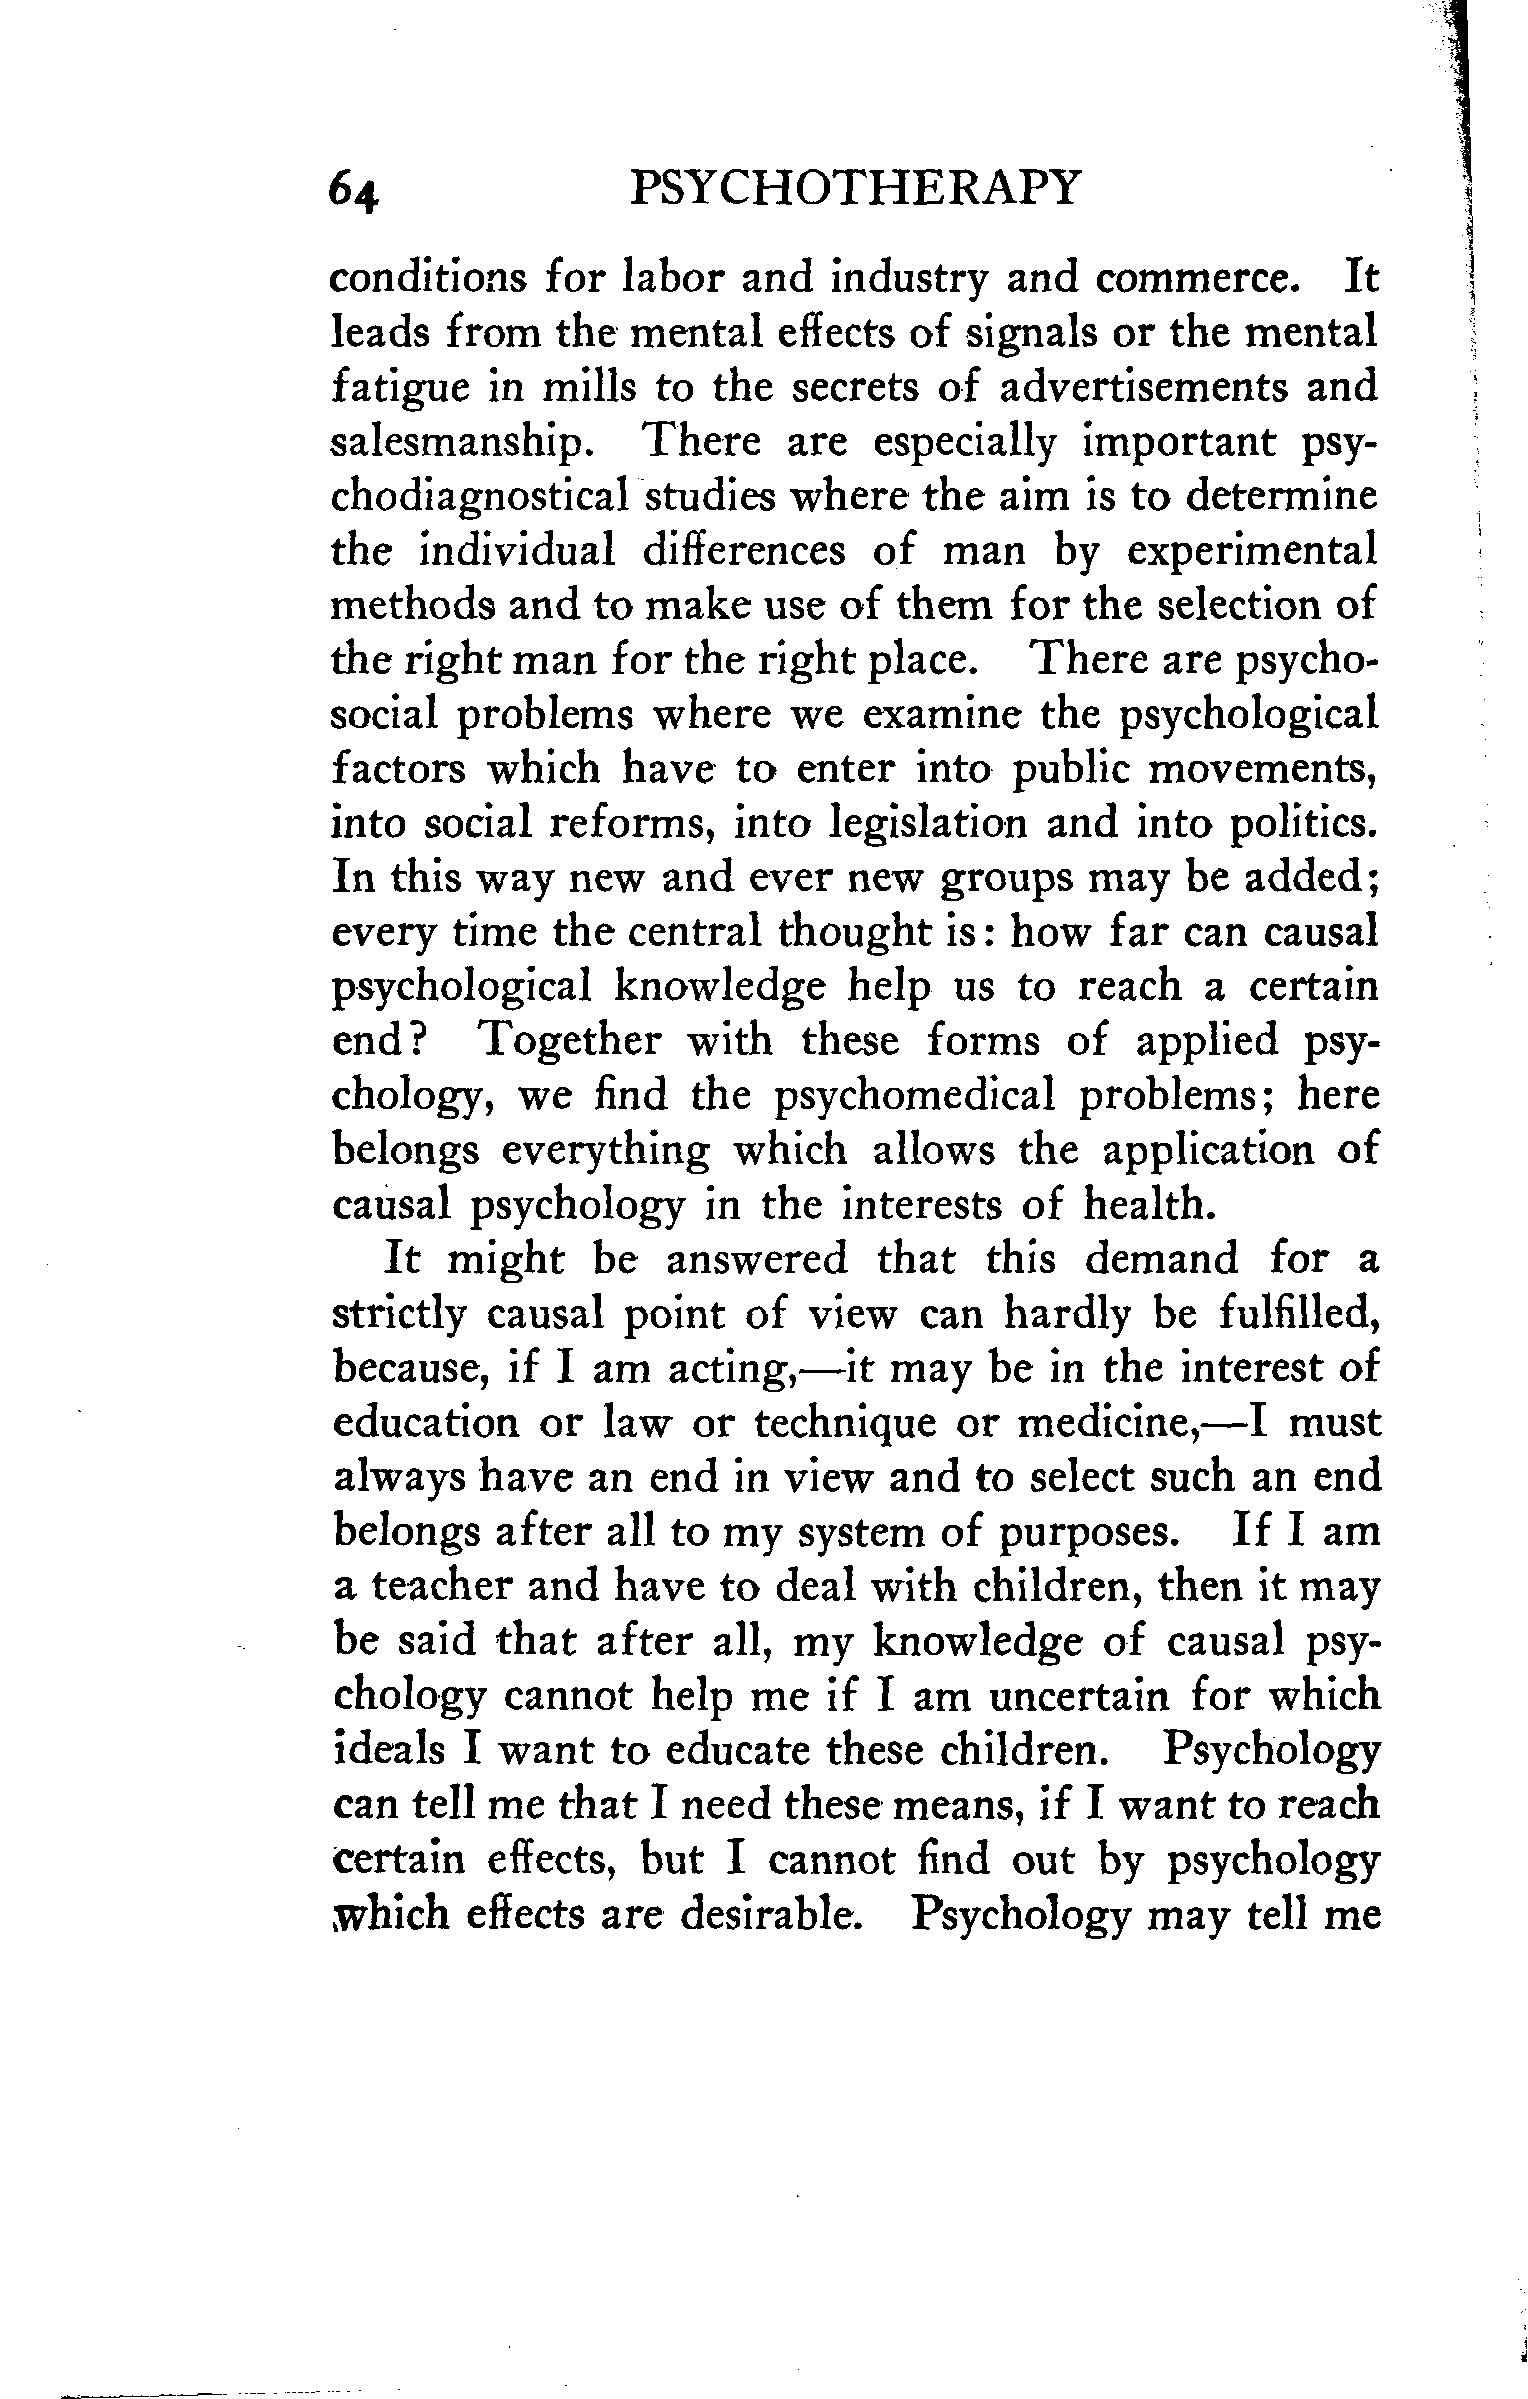 64 PSYCHOTHERAPY
conditions for labor and industry and commerce. It
leads from the mental effects of signals or the mental
fatigue in mills to the secrets of advertisements and
salesmanship. There are especially important psy-
chodiagnostical studies where the aim is to determine
the individual differences of man by experimental
methods and to make use of them for the selection of
the right man for the right place. There are psycho-
social problems where we examine the psychological
factors which have to enter into public movements,
into social reforms, into legislation and into politics.
In this way new and ever new groups may be added;
every time the central thought is: how far can causal
psychological knowledge help us to reach a certain
end? Together with these forms of applied psy-
chology, we find the psychomedical problems; here
belongs everything which allows the application of
causal psychology in the interests of health.
It might be answered that this demand for a
strictly causal point of view can hardly be fulfilled,
because, if I am acting,—it may be in the interest of
education or law or technique or medicine,—I must
always have an end in view and to select such an end
belongs after all to my system of purposes. If I am
a teacher and have to deal with children, then it may
be said that after all, my knowledge of causal psy-
chology cannot help me if I am uncertain for which
ideals I want to educate these children. Psychology
can tell me that I need these means, if I want to reach
certain effects, but I cannot find out by psychology
which effects are desirable. Psychology may tell me